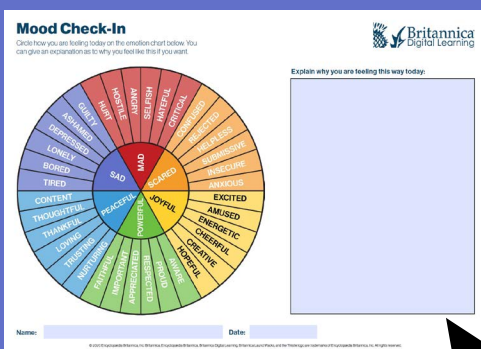 Mood Check-In
Circle how you are feeling today on the emotion chart below. You
can give an explanation as to why you feel like this if you want.
Britannica
Digital Learning
Explain why you are feeling this way today:
MAD
SCARED
JOYFUL
POWERFUL
PEACEFUL
SAD
HURT
HOSTILE
ANGRY
SELFISH
HATEFUL
CRITICAL
CONFUSED
REJECTED
HELPLESS
SUBMISSIVE
INSECURE
ANXIOUS
EXCITED
AMUSED
ENERGETIC
CHEERFUL
CREATIVE
HOPEFUL
AWARE
PROUD
RESPECTED
APPRECIATED
IMPORTANT
FAITHFUL
NURTURING
TRUSTING
LOVING
THANKFUL
THOUGHTFUL
CONTENT
TIRED
BORED
LONELY
DEPRESSED
ASHAMED
GUILTY
Name:
Date: